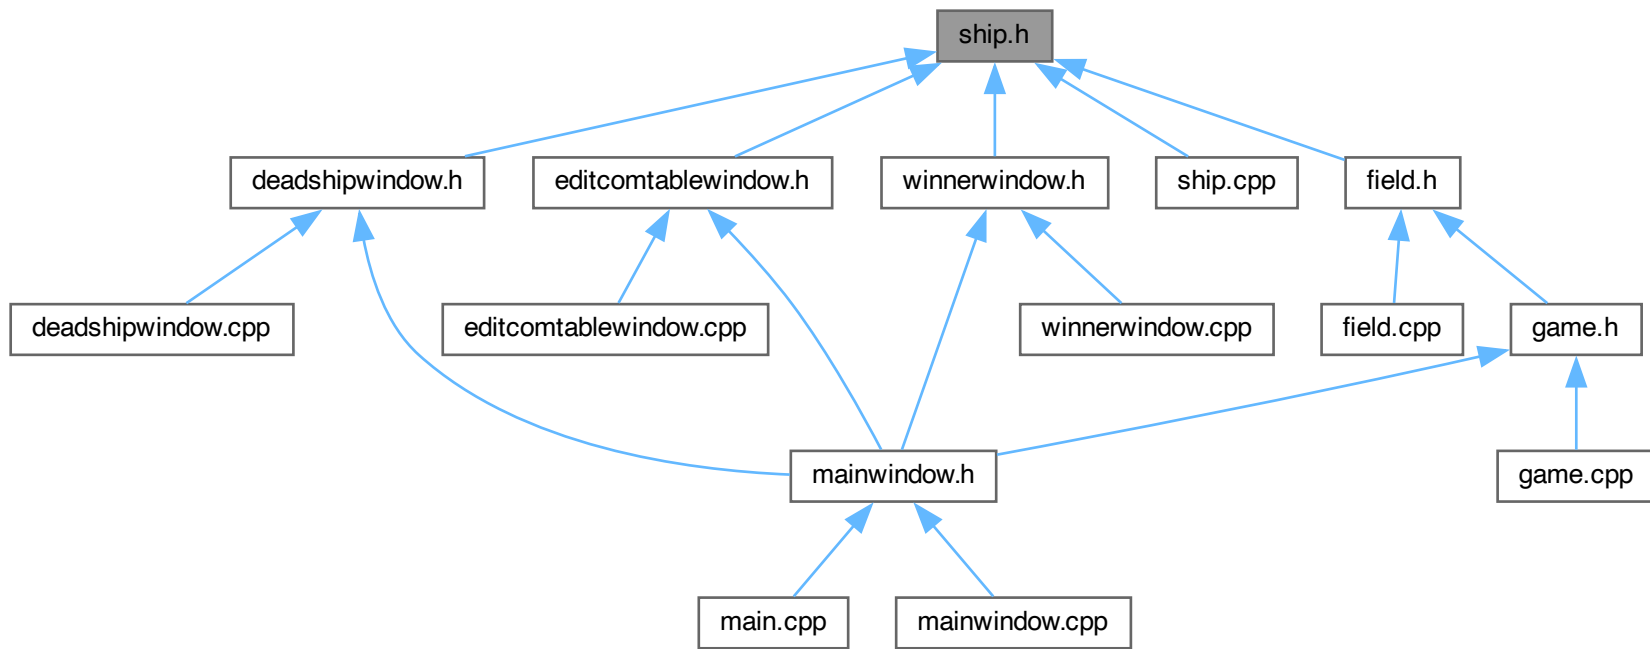 ship.h
deadshipwindow.h
editcomtablewindow.h
winnerwindow.h
ship.cpp
field.h
deadshipwindow.cpp
editcomtablewindow.cpp
winnerwindow.cpp
field.cpp
game.h
mainwindow.h
game.cpp
main.cpp
mainwindow.cpp